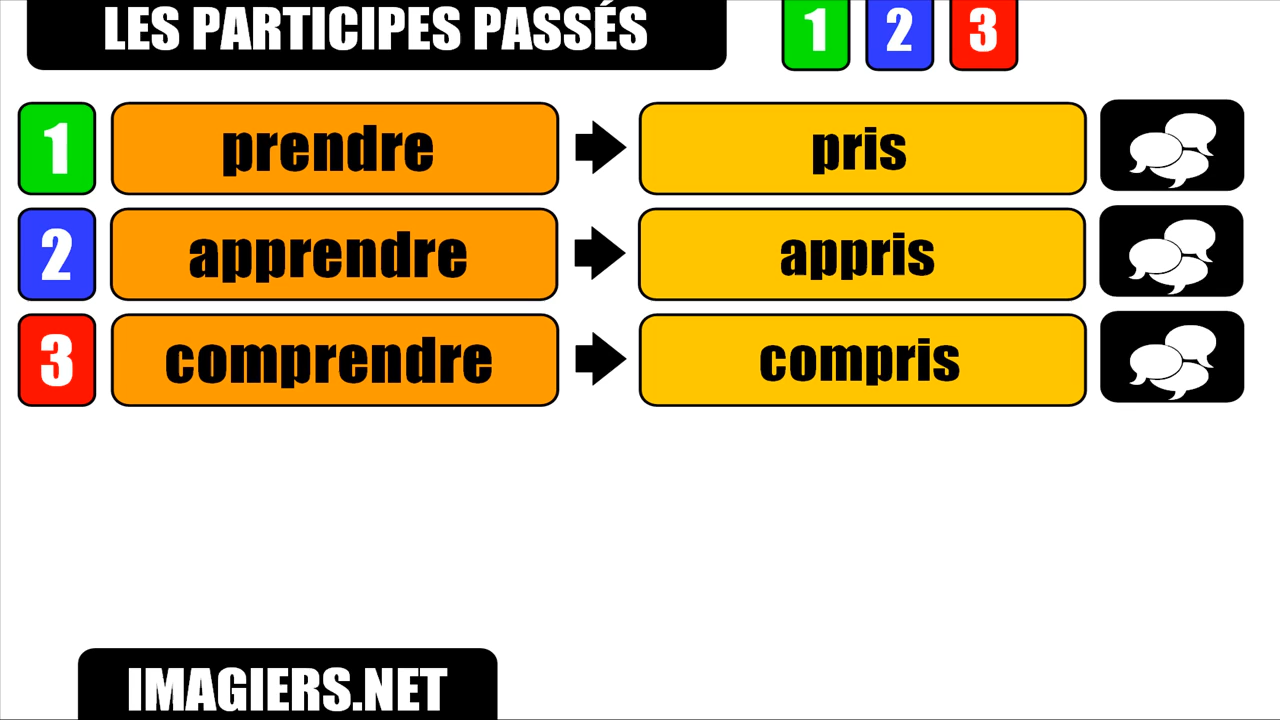 LES PARTICIPES PASSÉS 1 2 3
1 prendre pris
2 apprendre appris
3 comprendre compris
IMAGIERS.NET